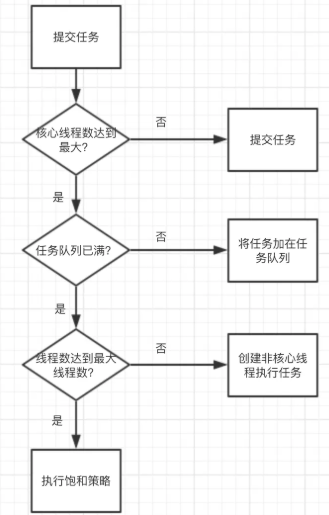 提交任务
核心线程数达到
最大?
否
提交任务
是
任务队列已满?
否
将任务加在任
务队列
是
线程数达到最大
线程数?
否
创建非核心线
程执行任务
是
执行饱和策略